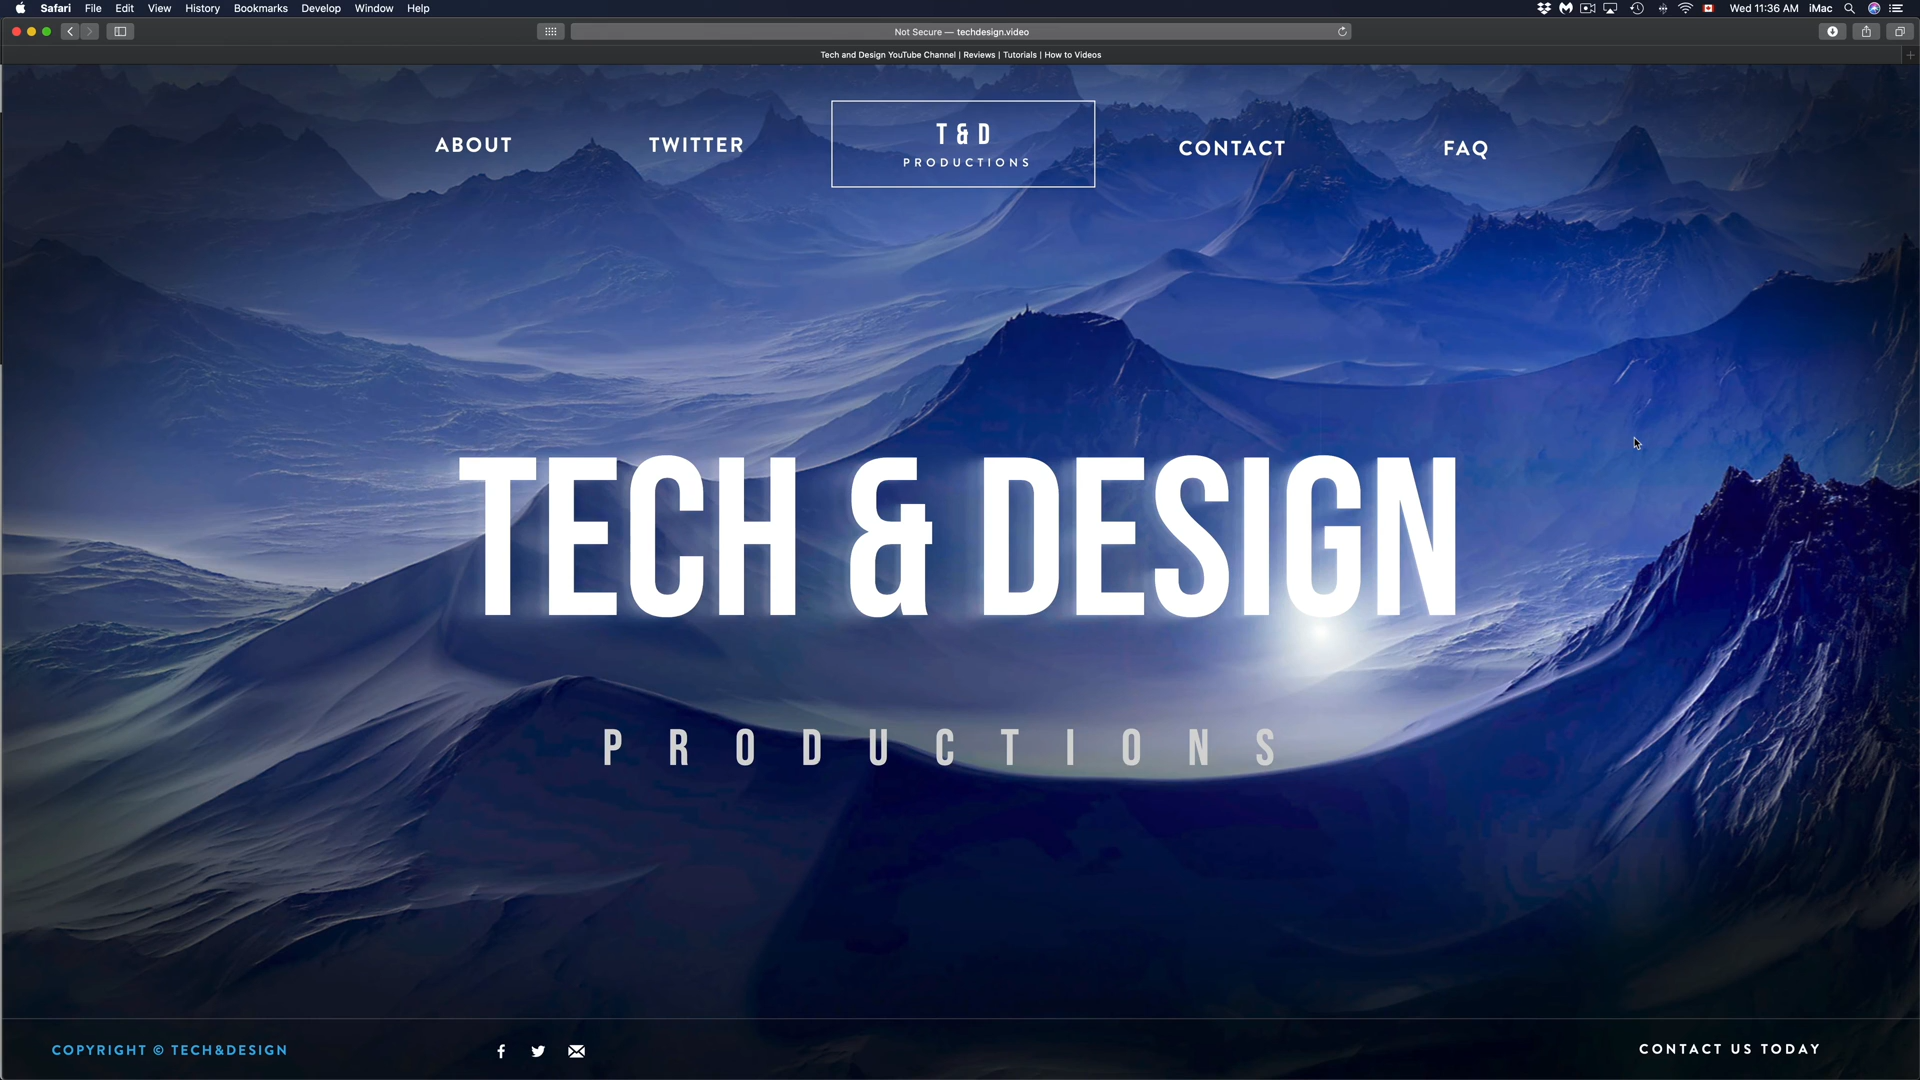 Safari File Edit View History Bookmarks Develop Window Help Wed 11:36 AM iMac
Not Secure — techdesign.video
Tech and Design YouTube Channel | Reviews | Tutorials | How to Videos
ABOUT TWITTER T & D CONTACT FAQ
PRODUCTIONS
TECH & DESIGN
PRODUCTIONS
COPYRIGHT © TECH&DESIGN CONTACT US TODAY